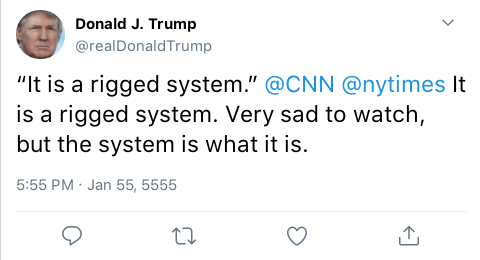 Donald J. Trump
@realDonaldTrump
“It is a rigged system.” @CNN @nytimes It
is a rigged system. Very sad to watch,
but the system is what it is.
5:55 PM · Jan 55, 5555